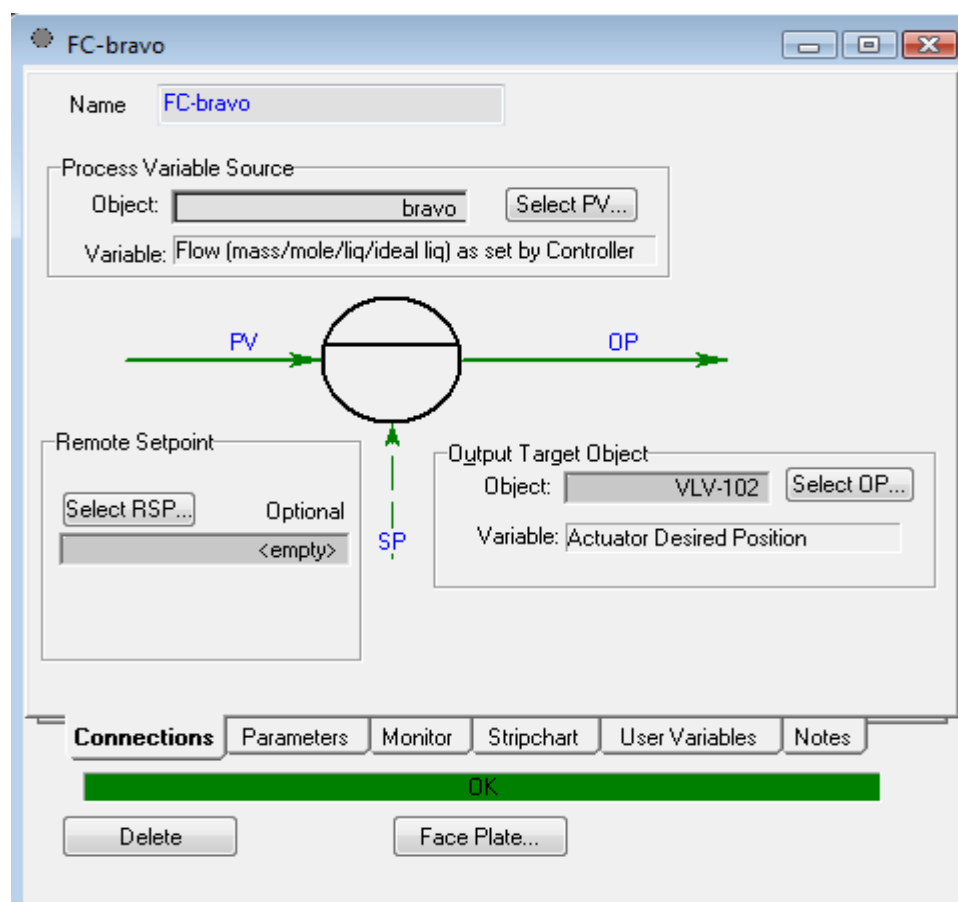 FC-bravo
Name FC-bravo
Process Variable Source
Object: bravo Select PV...
Variable: Flow (mass/mole/liq/ideal liq) as set by Controller
PV OP
Remote Setpoint
Select RSP... Optional
<empty>
SP
Output Target Object
Object: VLV-102 Select OP...
Variable: Actuator Desired Position
Connections Parameters Monitor Stripchart User Variables Notes
OK
Delete Face Plate...